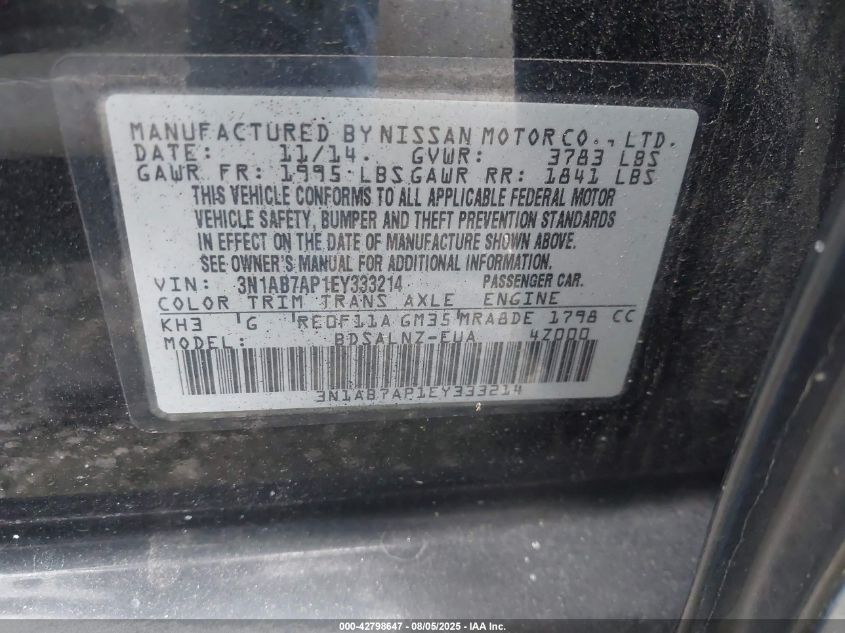 MANUFACTURED BY NISSAN MOTOR CO., LTD.
DATE: 11/14. GVWR: 3783 LBS
GAWR FR: 1995 LBS GAWR RR: 1841 LBS
THIS VEHICLE CONFORMS TO ALL APPLICABLE FEDERAL MOTOR
VEHICLE SAFETY, BUMPER AND THEFT PREVENTION STANDARDS
IN EFFECT ON THE DATE OF MANUFACTURE SHOWN ABOVE.
SEE OWNER'S MANUAL FOR ADDITIONAL INFORMATION.
VIN: 3N1AB7AP1EY333214 PASSENGER CAR.
COLOR TRIM TRANS AXLE ENGINE
KH3 'G 'RE0F11A GM35 'MRA8DE 1798 CC
MODEL: BDSALNZ-EUA 4Z000
3N1AB7AP1EY333214
000-42798647 - 08/05/2025 - IAA Inc.